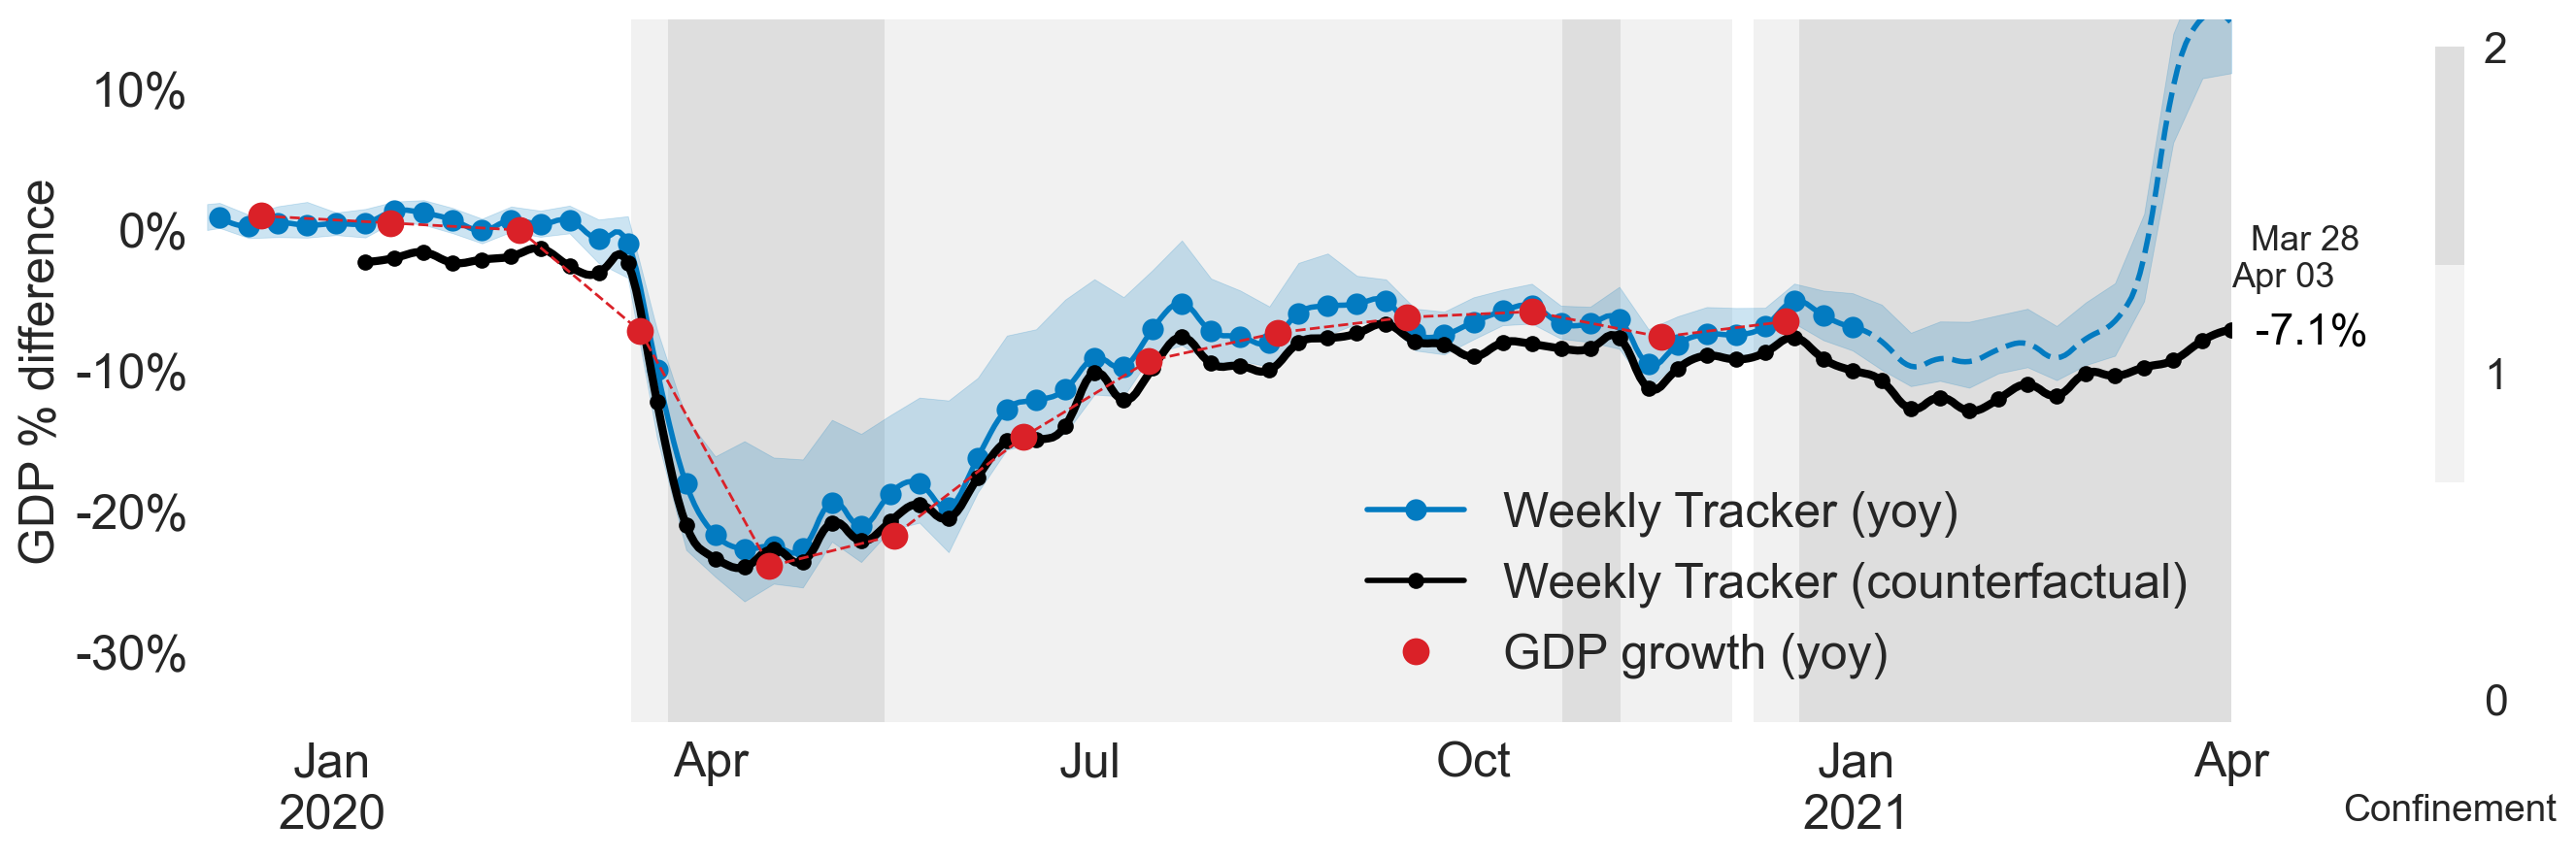 GDP % difference
10%
0%
-10%
-20%
-30%
Jan
2020
Apr
Jul
Oct
Jan
2021
Apr
Weekly Tracker (yoy)
Weekly Tracker (counterfactual)
GDP growth (yoy)
Mar 28
Apr 03
-7.1%
2
1
0
Confinement